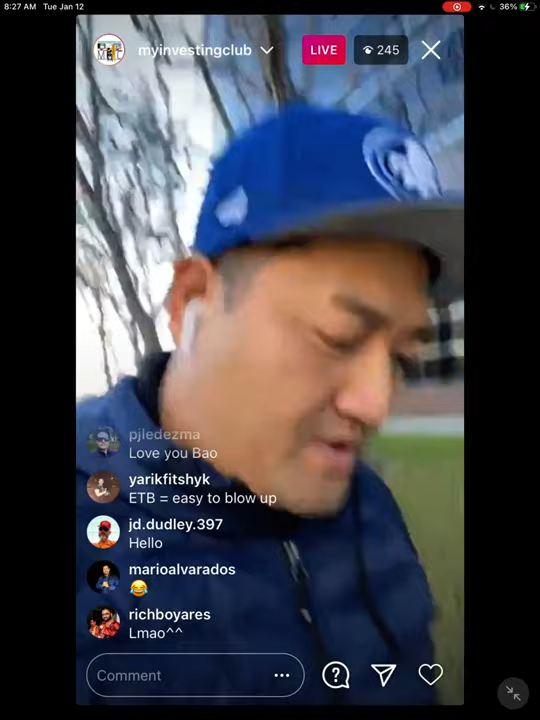 8:27 AM Tue Jan 12
36%
myinvestingclub
LIVE
245
pjledezma
Love you Bao
yarikfitshyk
ETB = easy to blow up
jd.dudley.397
Hello
marioalvarados
😂
richboyares
Lmao^^
Comment